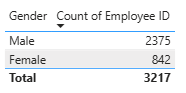 Gender Count of Employee ID
Male 2375
Female 842
Total 3217